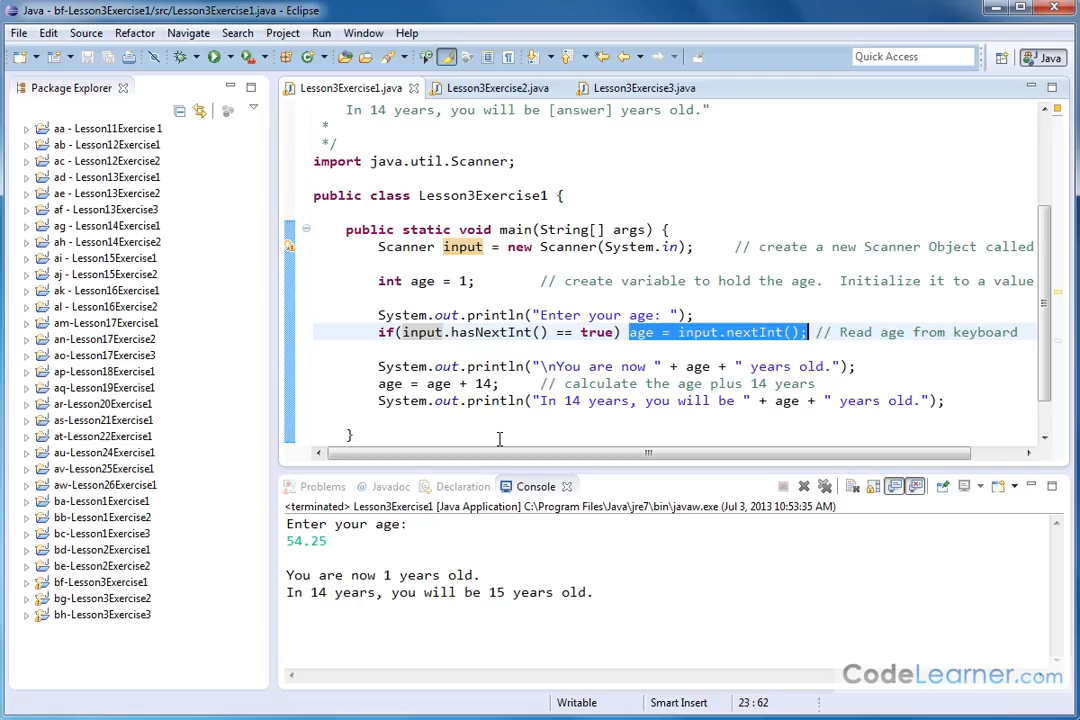 Java - bf-Lesson3Exercise1/src/Lesson3Exercise1.java - Eclipse
File Edit Source Refactor Navigate Search Project Run Window Help
Quick Access
Java
Package Explorer
Lesson3Exercise1.java
Lesson3Exercise2.java
Lesson3Exercise3.java
aa - Lesson11Exercise1
ab - Lesson12Exercise1
ac - Lesson12Exercise2
ad - Lesson13Exercise1
ae - Lesson13Exercise2
af - Lesson13Exercise3
ag - Lesson14Exercise1
ah - Lesson14Exercise2
ai - Lesson15Exercise1
aj - Lesson15Exercise2
ak - Lesson16Exercise1
al - Lesson16Exercise2
am-Lesson17Exercise1
an-Lesson17Exercise2
ao-Lesson17Exercise3
ap-Lesson18Exercise1
aq-Lesson19Exercise1
ar-Lesson20Exercise1
as-Lesson21Exercise1
at-Lesson22Exercise1
au-Lesson24Exercise1
av-Lesson25Exercise1
aw-Lesson26Exercise1
ba-Lesson1Exercise1
bb-Lesson1Exercise2
bc-Lesson1Exercise3
bd-Lesson2Exercise1
be-Lesson2Exercise2
bf-Lesson3Exercise1
bg-Lesson3Exercise2
bh-Lesson3Exercise3
In 14 years, you will be [answer] years old."
*
*/
import java.util.Scanner;
public class Lesson3Exercise1 {
public static void main(String[] args) {
Scanner input = new Scanner(System.in); // create a new Scanner Object called
int age = 1; // create variable to hold the age. Initialize it to a value
System.out.println("Enter your age: ");
if(input.hasNextInt() == true) age = input.nextInt(); // Read age from keyboard
System.out.println("\nYou are now " + age + " years old.");
age = age + 14; // calculate the age plus 14 years
System.out.println("In 14 years, you will be " + age + " years old.");
}
Problems Javadoc Declaration Console
<terminated> Lesson3Exercise1 [Java Application] C:\Program Files\Java\jre7\bin\javaw.exe (Jul 3, 2013 10:53:35 AM)
Enter your age:
54.25
You are now 1 years old.
In 14 years, you will be 15 years old.
CodeLearner.com
Writable
Smart Insert
23 : 62